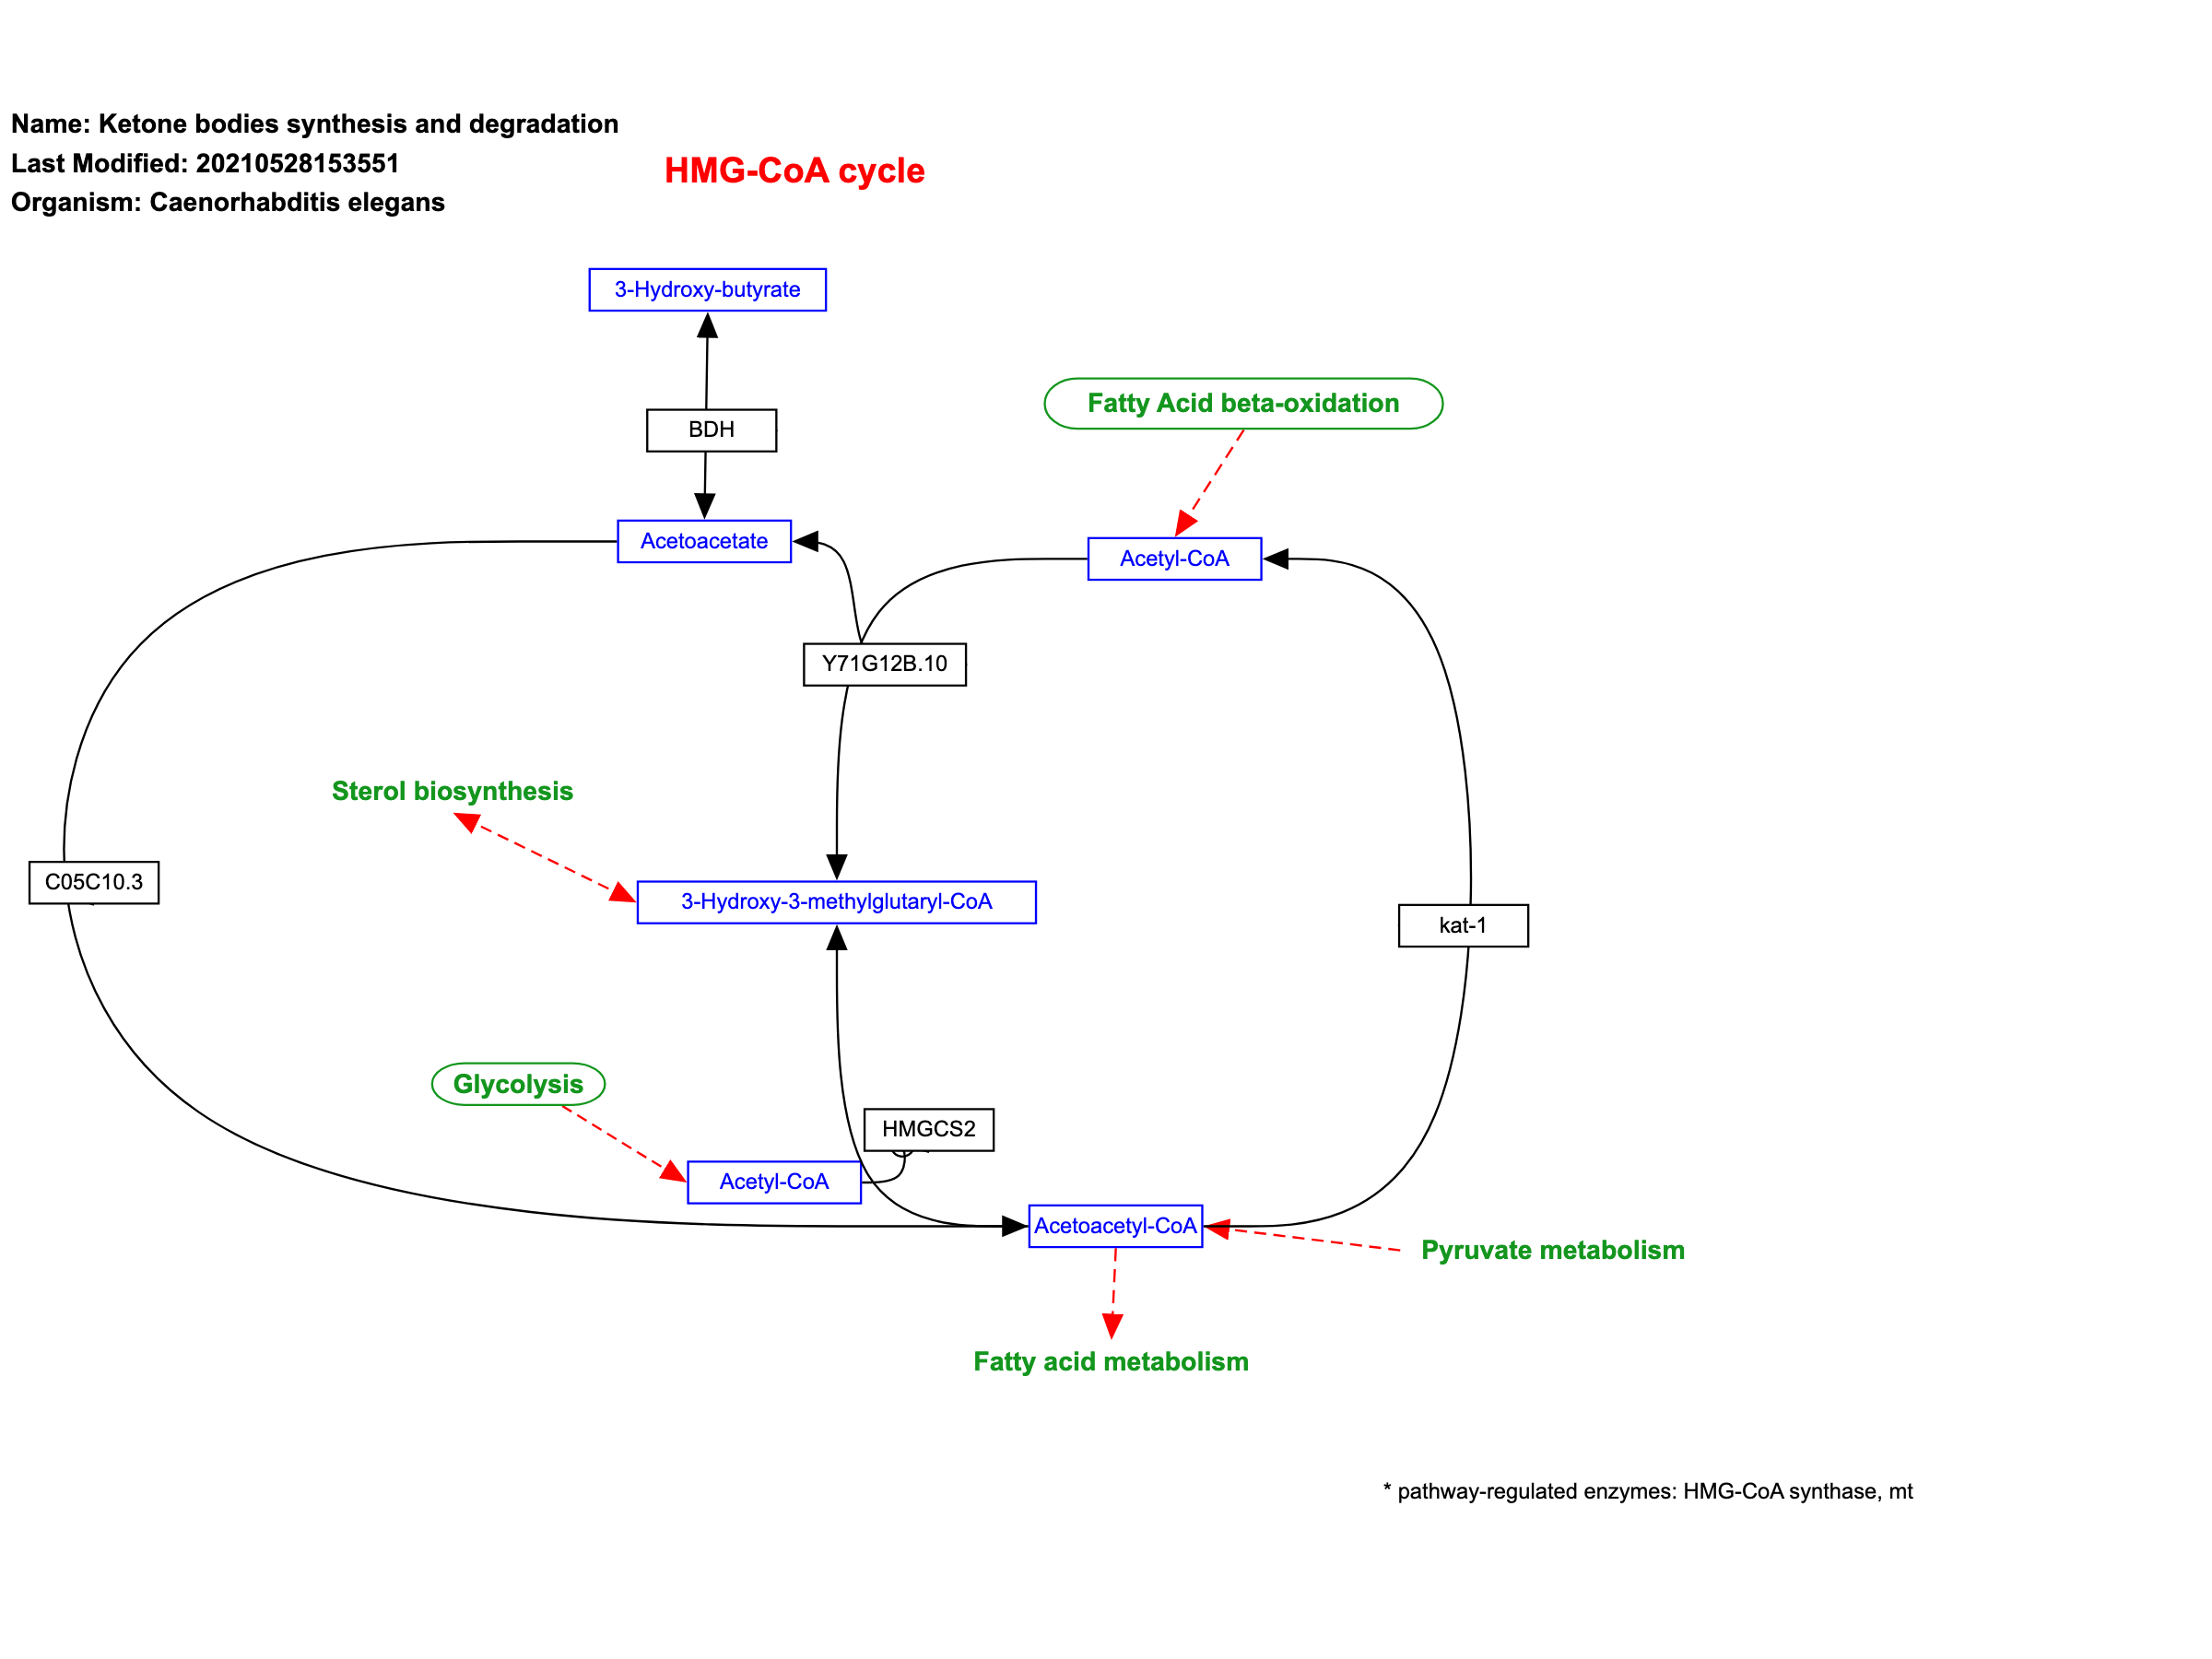 Name: Ketone bodies synthesis and degradation
Last Modified: 20210528153551
Organism: Caenorhabditis elegans
HMG-CoA cycle
3-Hydroxy-butyrate
Fatty Acid beta-oxidation
BDH
Acetoacetate
Acetyl-CoA
Y71G12B.10
Sterol biosynthesis
C05C10.3
3-Hydroxy-3-methylglutaryl-CoA
kat-1
Glycolysis
HMGCS2
Acetyl-CoA
Acetoacetyl-CoA
Pyruvate metabolism
Fatty acid metabolism
* pathway-regulated enzymes: HMG-CoA synthase, mt